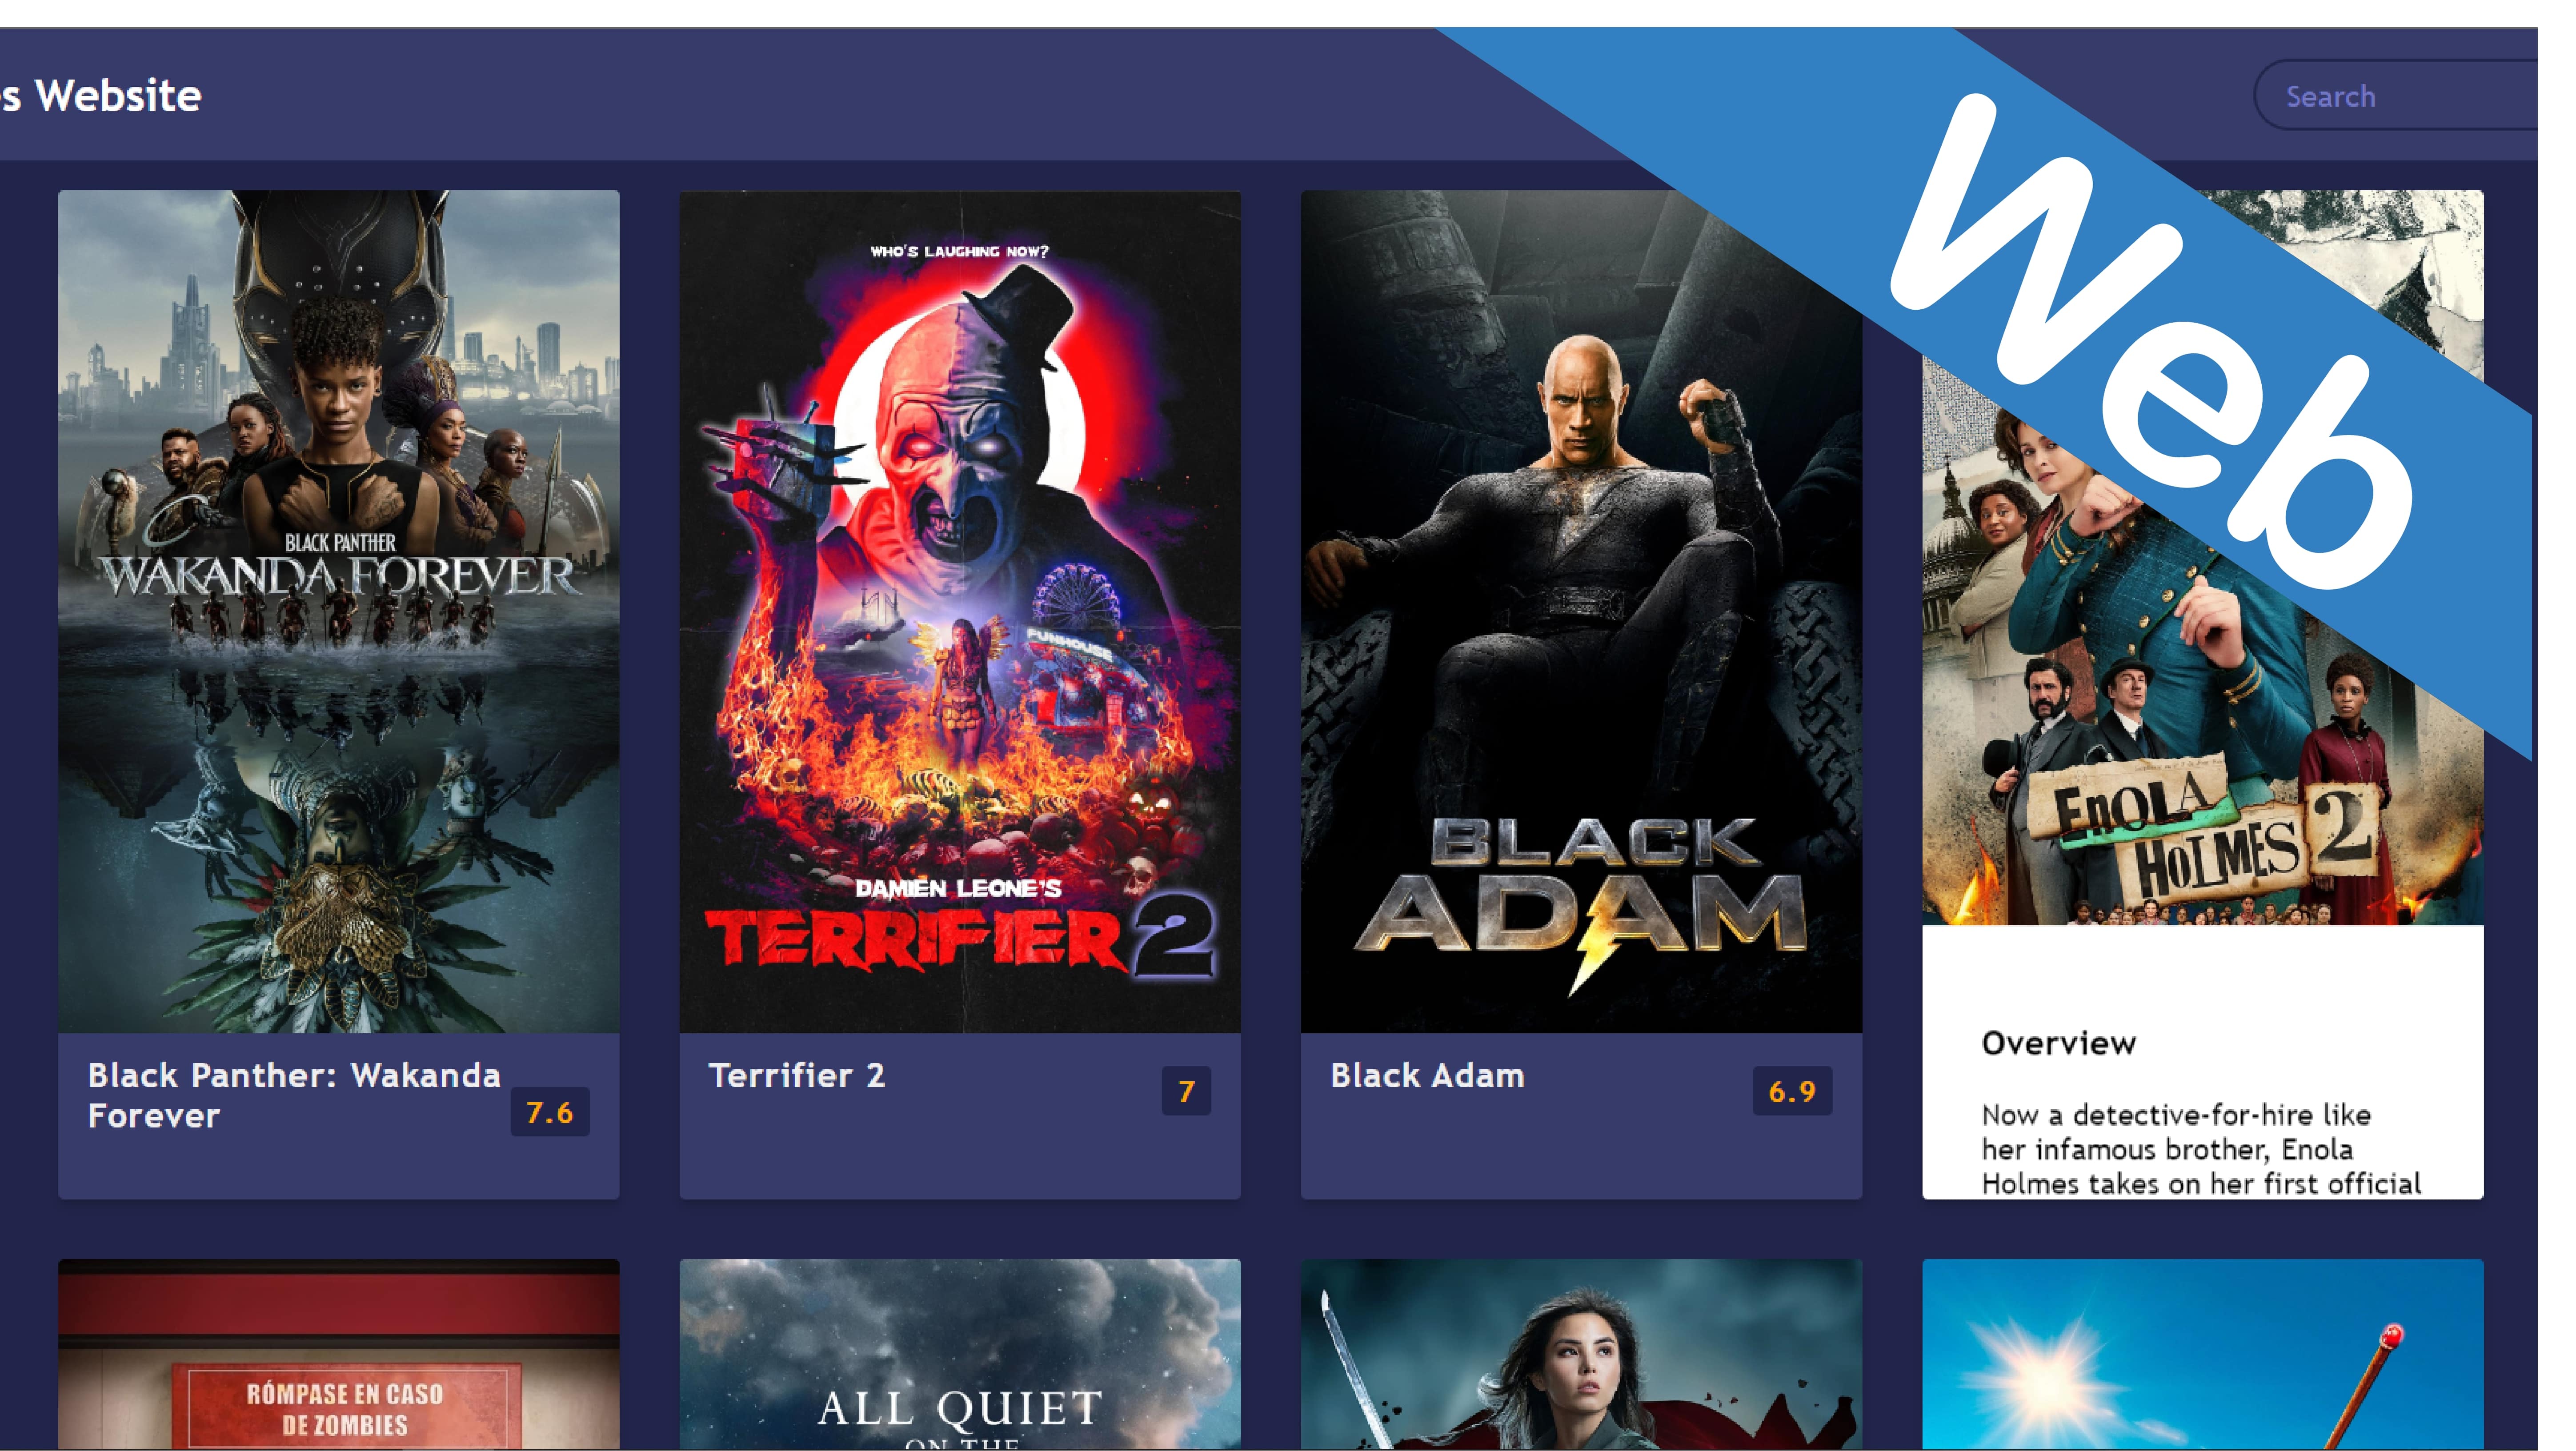 s Website
Search
Web
BLACK PANTHER
WAKANDA FOREVER
Black Panther: Wakanda
Forever
7.6
WHO'S LAUGHING NOW?
FUNHOUSE
DAMIEN LEONE'S
TERRIFIER 2
Terrifier 2
7
BLACK
ADAM
Black Adam
6.9
ENOLA
HOLMES 2
Overview
Now a detective-for-hire like
her infamous brother, Enola
Holmes takes on her first official
RÓMPASE EN CASO
DE ZOMBIES
ALL QUIET
ON THE